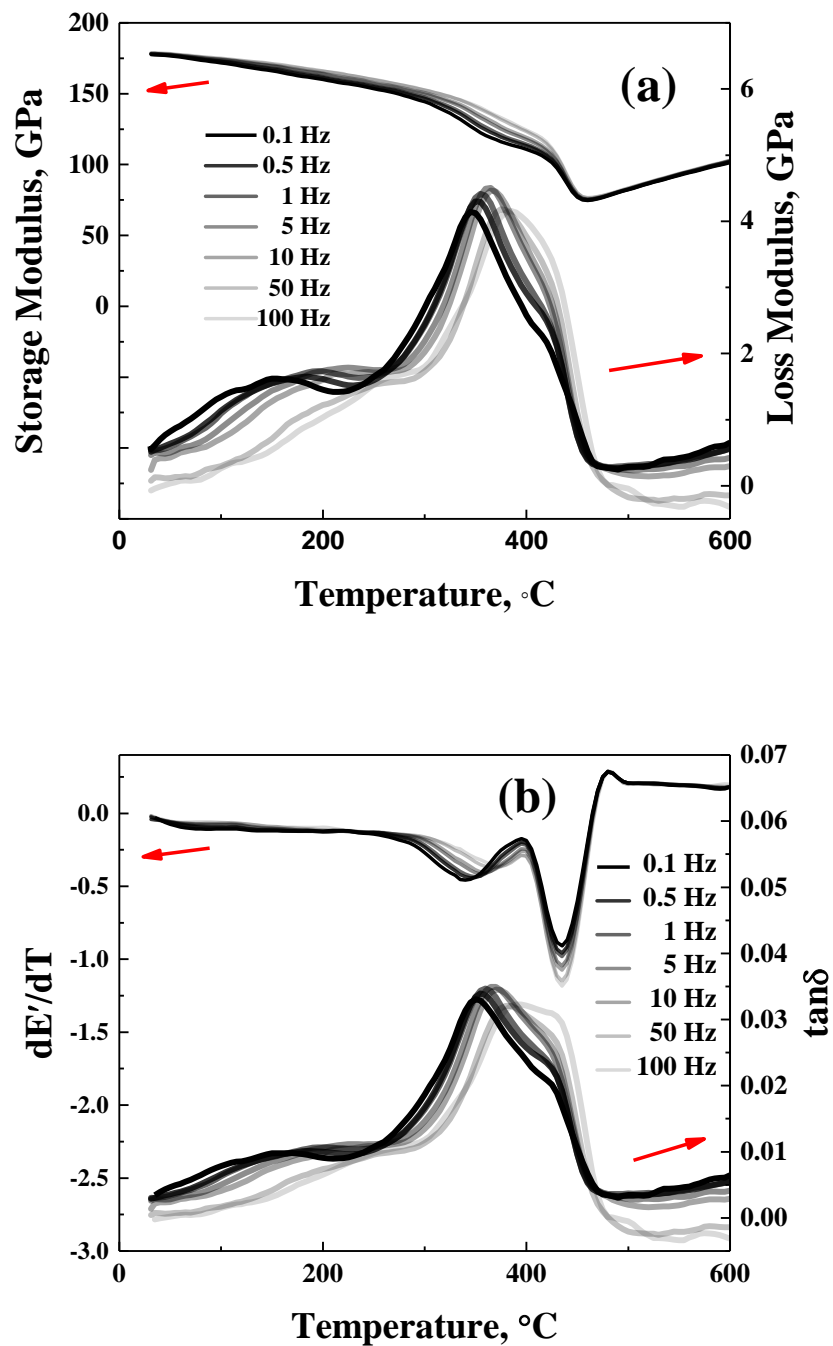 200
150
100
50
0
Storage Modulus, GPa
(a)
0.1 Hz
0.5 Hz
1 Hz
5 Hz
10 Hz
50 Hz
100 Hz
6
4
2
0
Loss Modulus, GPa
0 200 400 600
Temperature, °C
0.0
-0.5
-1.0
-1.5
-2.0
-2.5
-3.0
dE′/dT
(b)
0.1 Hz
0.5 Hz
1 Hz
5 Hz
10 Hz
50 Hz
100 Hz
0.07
0.06
0.05
0.04
0.03
0.02
0.01
0.00
tanδ
0 200 400 600
Temperature, °C